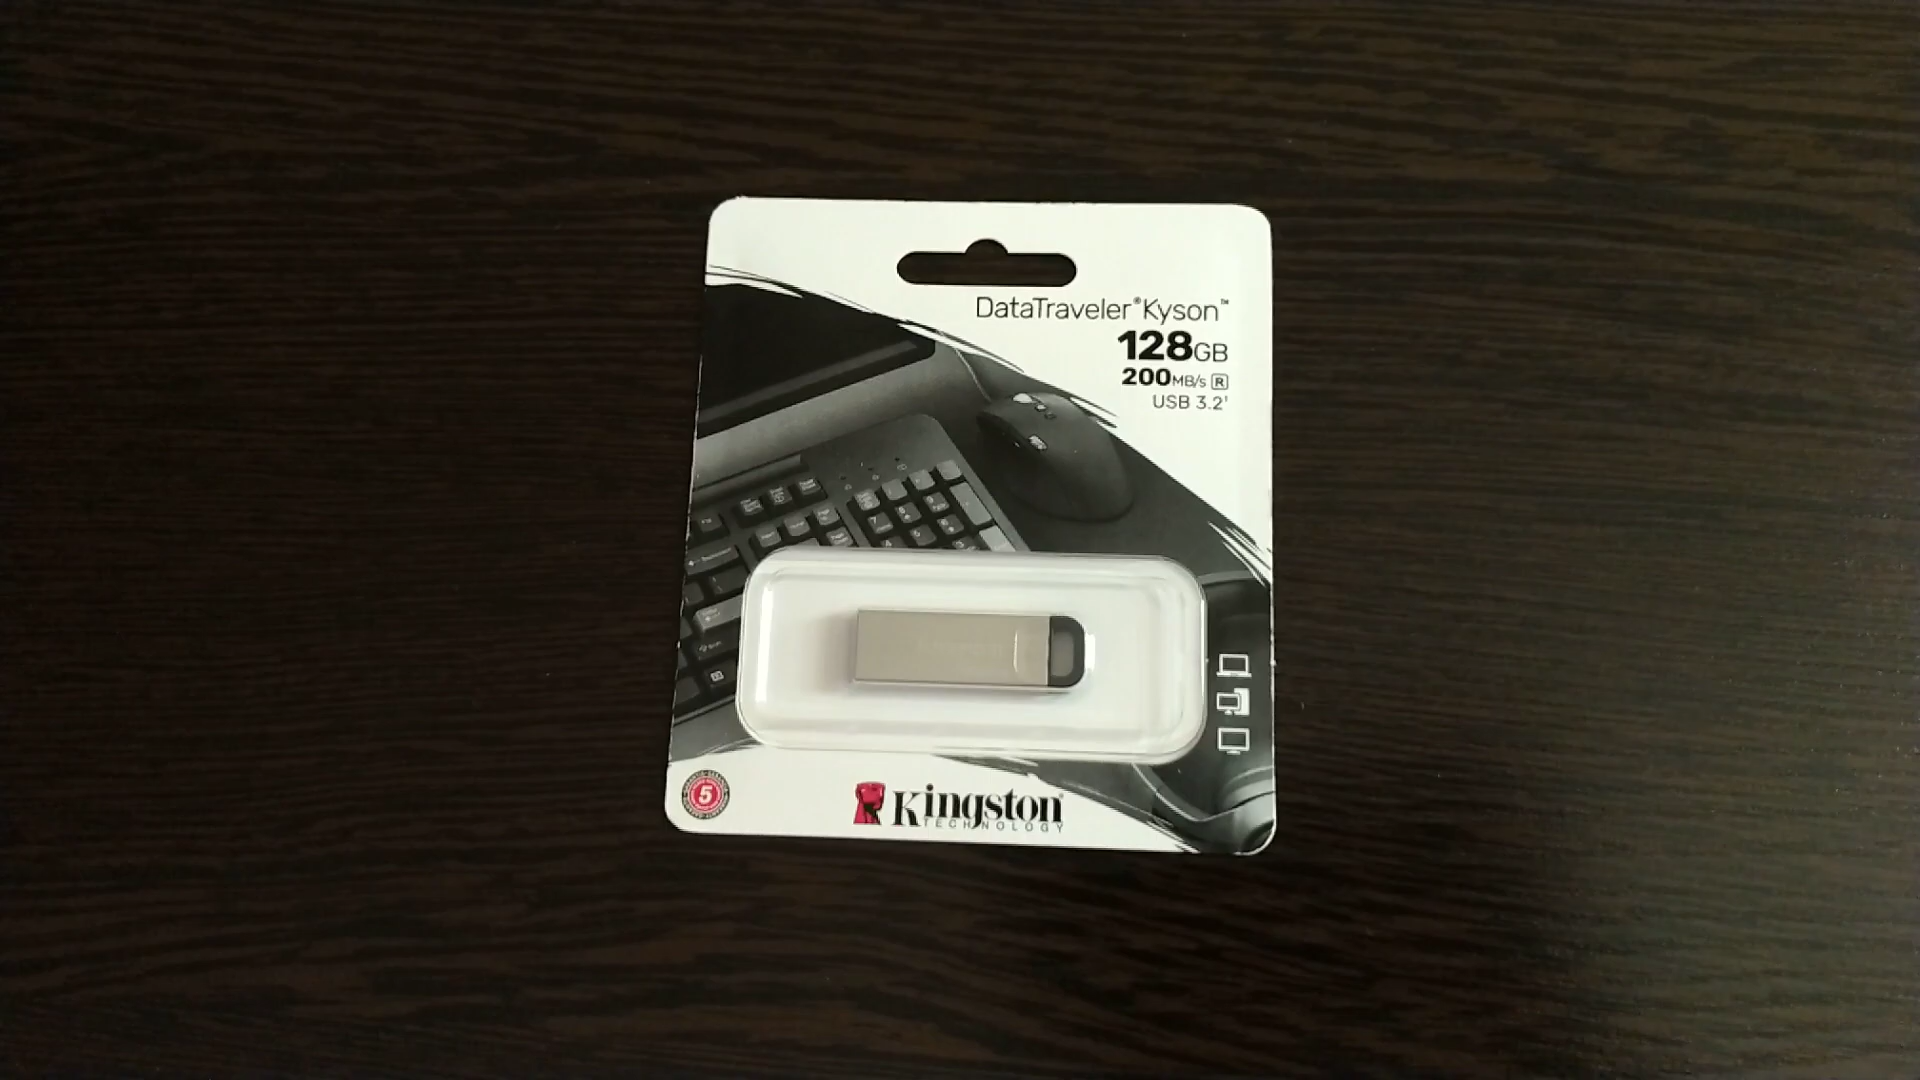 DataTraveler® Kyson™
128GB
200MB/s R
USB 3.2¹
5
Kingston
TECHNOLOGY